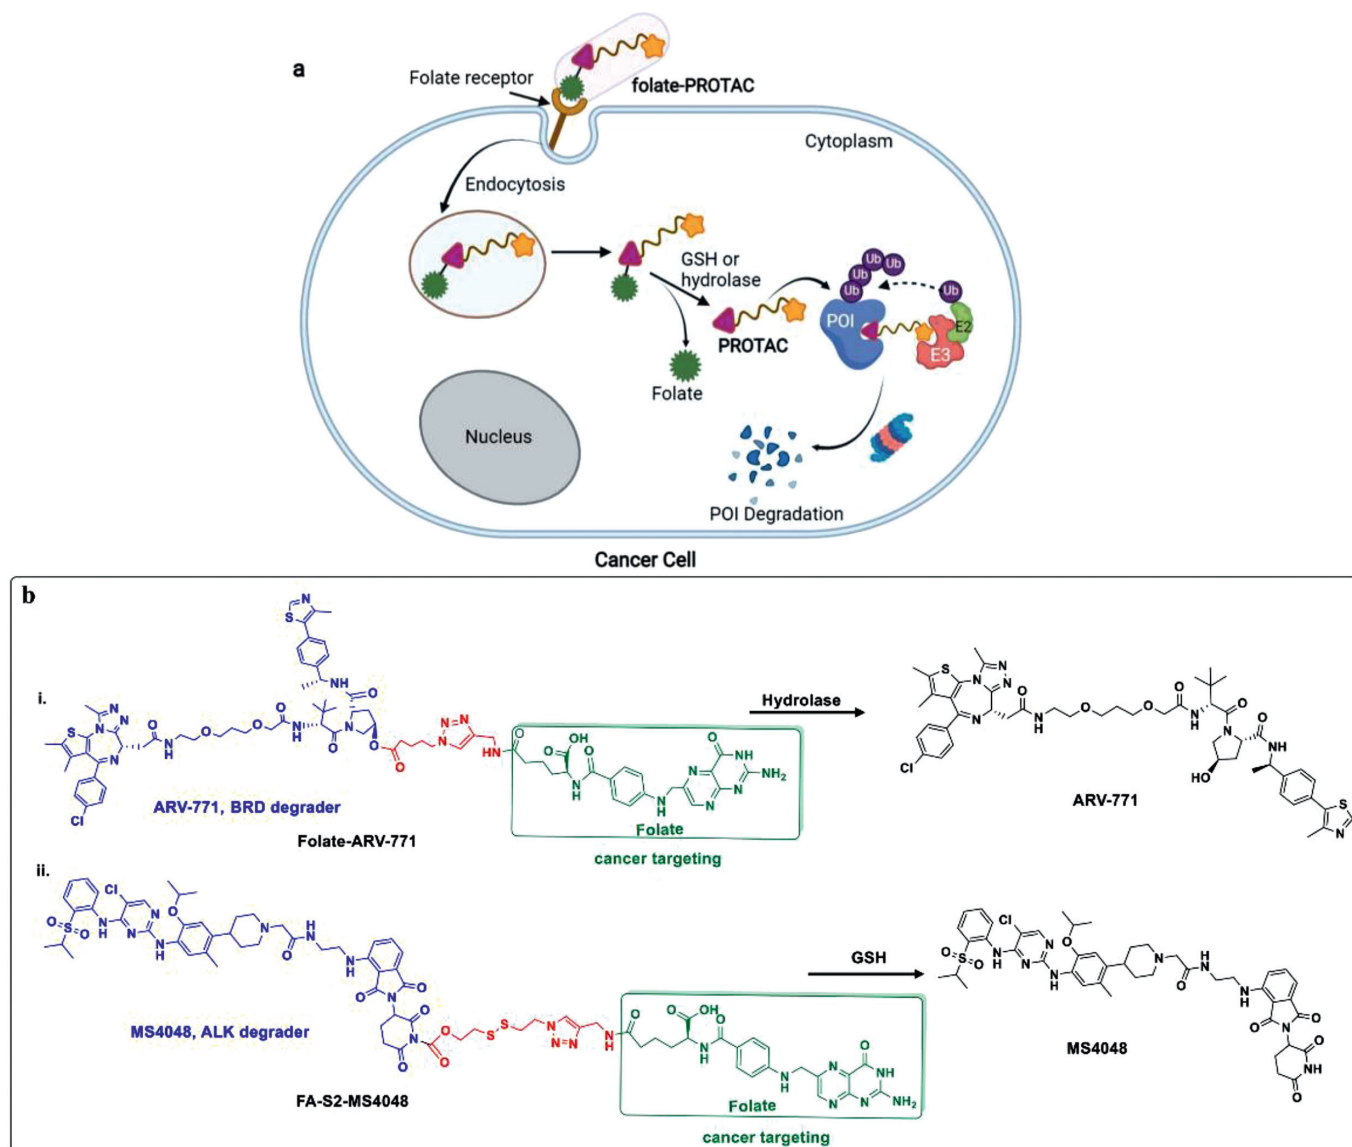 a
Folate receptor
folate-PROTAC
Cytoplasm
Endocytosis
GSH or
hydrolase
Ub
Ub
Ub
Ub
Ub
POI
E2
E3
PROTAC
Folate
Nucleus
POI Degradation
Cancer Cell
b
i.
ARV-771, BRD degrader
Folate-ARV-771
Folate
cancer targeting
Hydrolase
ARV-771
ii.
MS4048, ALK degrader
FA-S2-MS4048
Folate
cancer targeting
GSH
MS4048